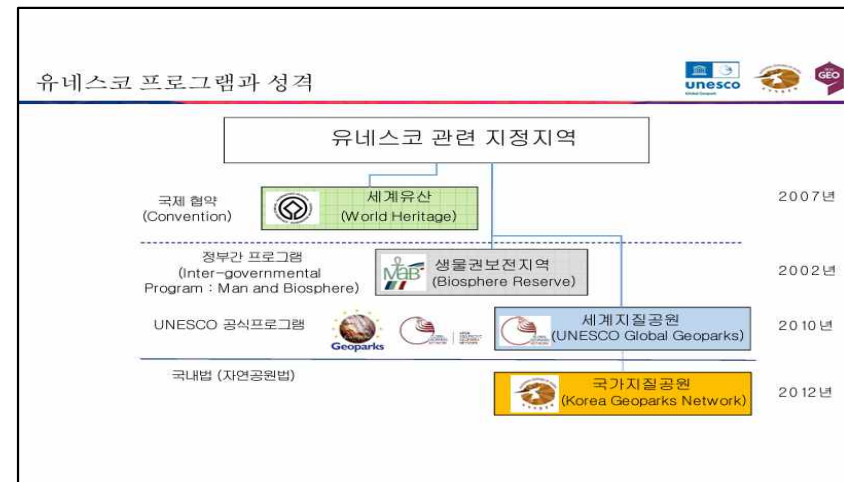 유네스코 프로그램과 성격
unesco
GEO
유네스코 관련 지정지역
국제 협약
(Convention)
세계유산
(World Heritage)
2007년
정부간 프로그램
(Inter-governmental
Program : Man and Biosphere)
MaB
생물권보전지역
(Biosphere Reserve)
2002년
UNESCO 공식프로그램
Geoparks
세계지질공원
(UNESCO Global Geoparks)
2010년
국내법 (자연공원법)
국가지질공원
(Korea Geoparks Network)
2012년